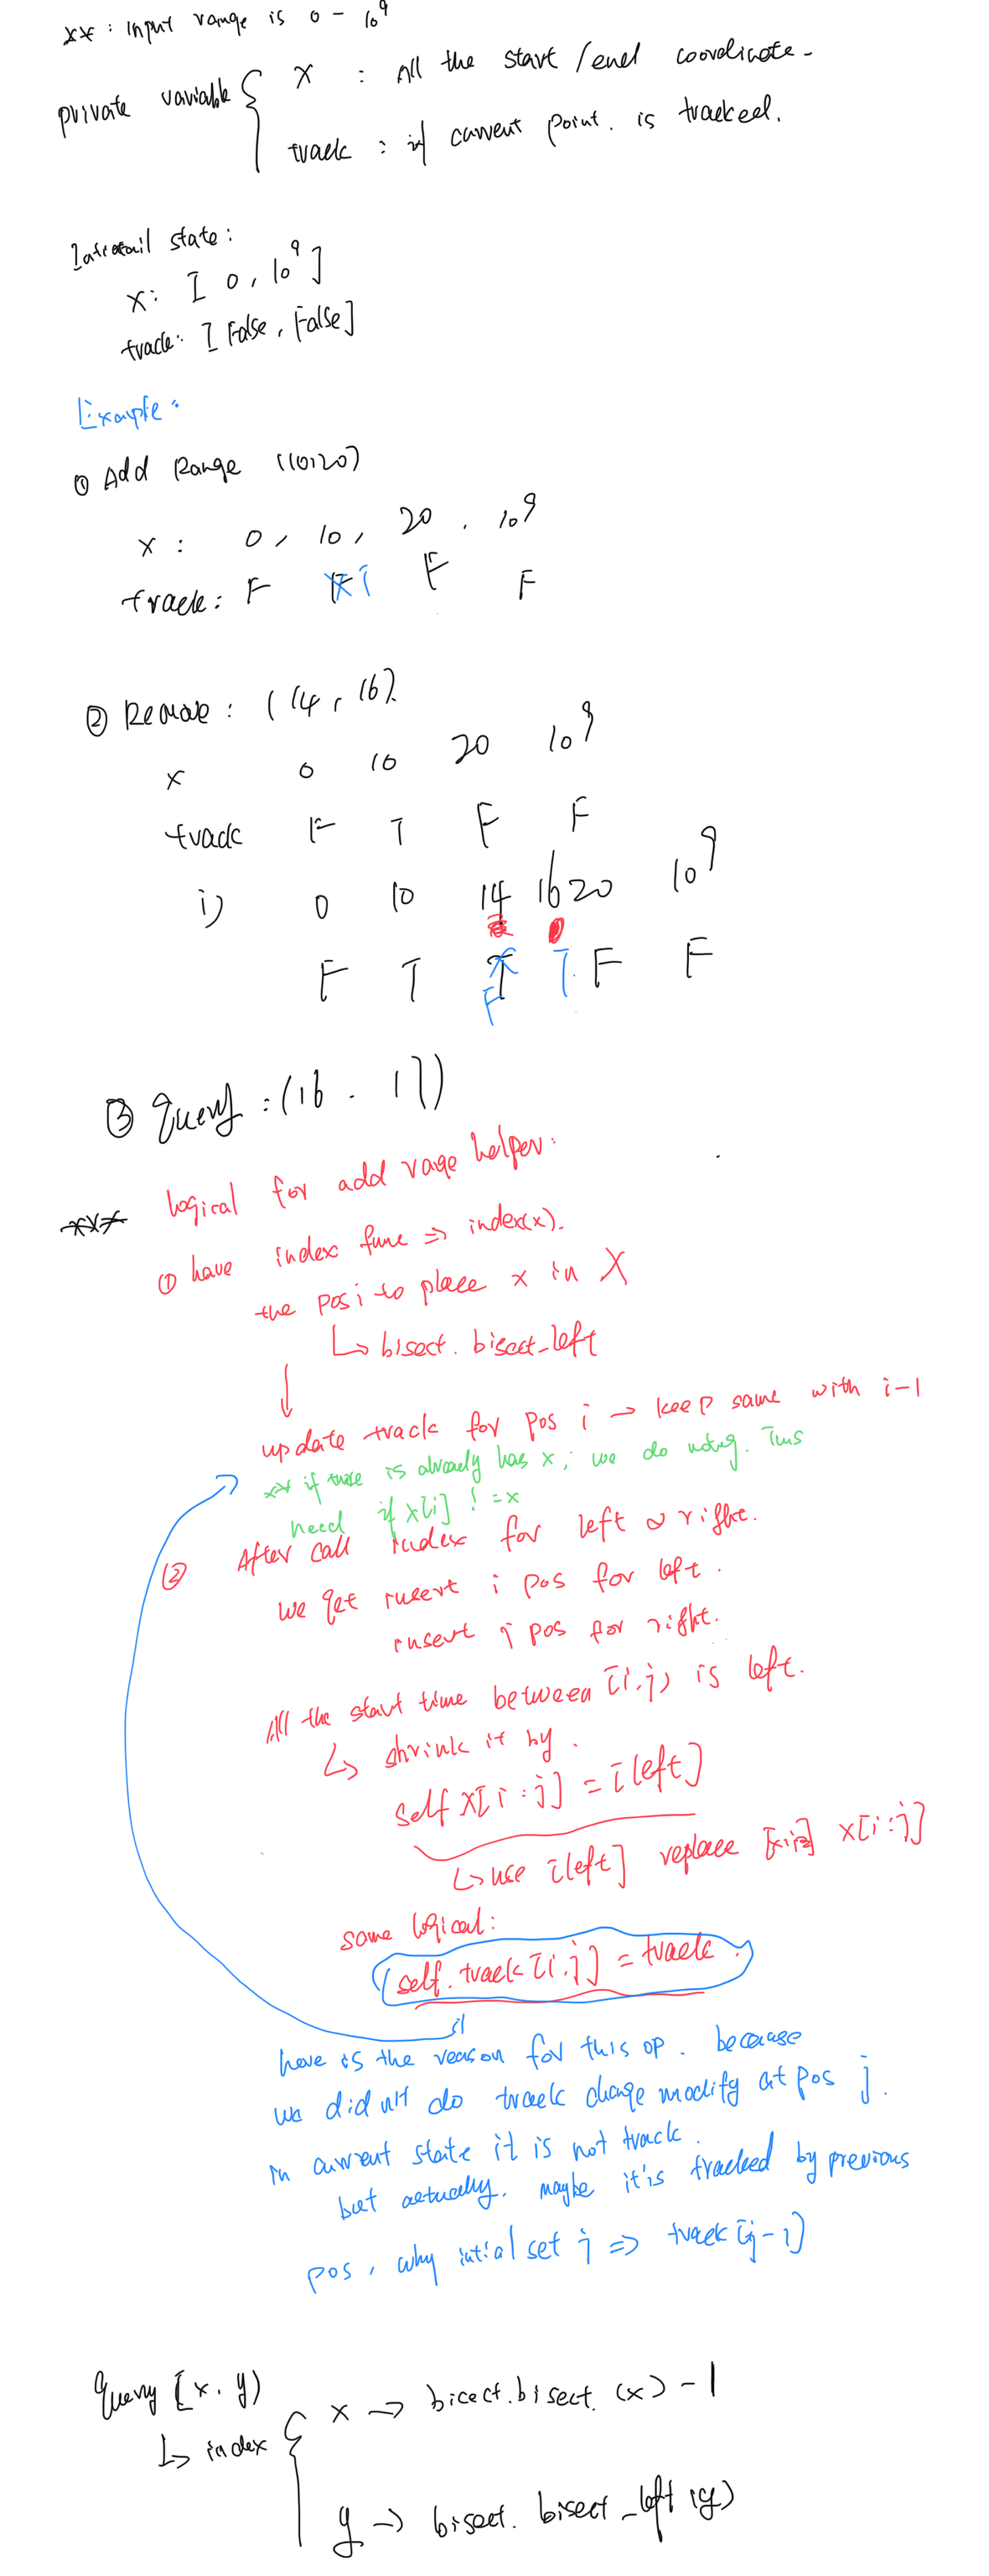 ** : Input range is 0 - 10^9
private variable { X : All the start / end coordinate.
track : if current point. is tracked.
state :
X: [ 0, 10^9 ]
track: [ False, False ]
Example:
① Add Range (10,20)
X : 0, 10, 20, 10^9
track: F F T F F
② Remove : (14, 16)
X 0 10 20 10^9
track F T F F
i) 0 10 14 16 20 10^9
F T T T F F
F
③ Query : (16, 17)
*** logical for add rage helper:
① have index func => index(x).
the pos i to place x in X
↳ bisect. bisect_left
↓
update track for pos i → keep same with i-1
** if there is already has x, we do noting. Thus
need if x[i] != x
② After call index for left & right.
we get insert i pos for left.
insert j pos for right.
All the start time between [i,j) is left.
↳ shrink it by.
self X[i:j] = [left]
↳ use [left] replace X[i:j]
same logical:
self. track [i,j] = track.
here is the reason for this op. because
we did n't do track change modify at pos j.
in current state it is not track.
but actually. maybe it's tracked by previous
pos, why intial set j => track[j-1]
Query [x. y)
↳ index { x → bicect.bisect. (x) - 1
y → bisect. bisect_left (y)